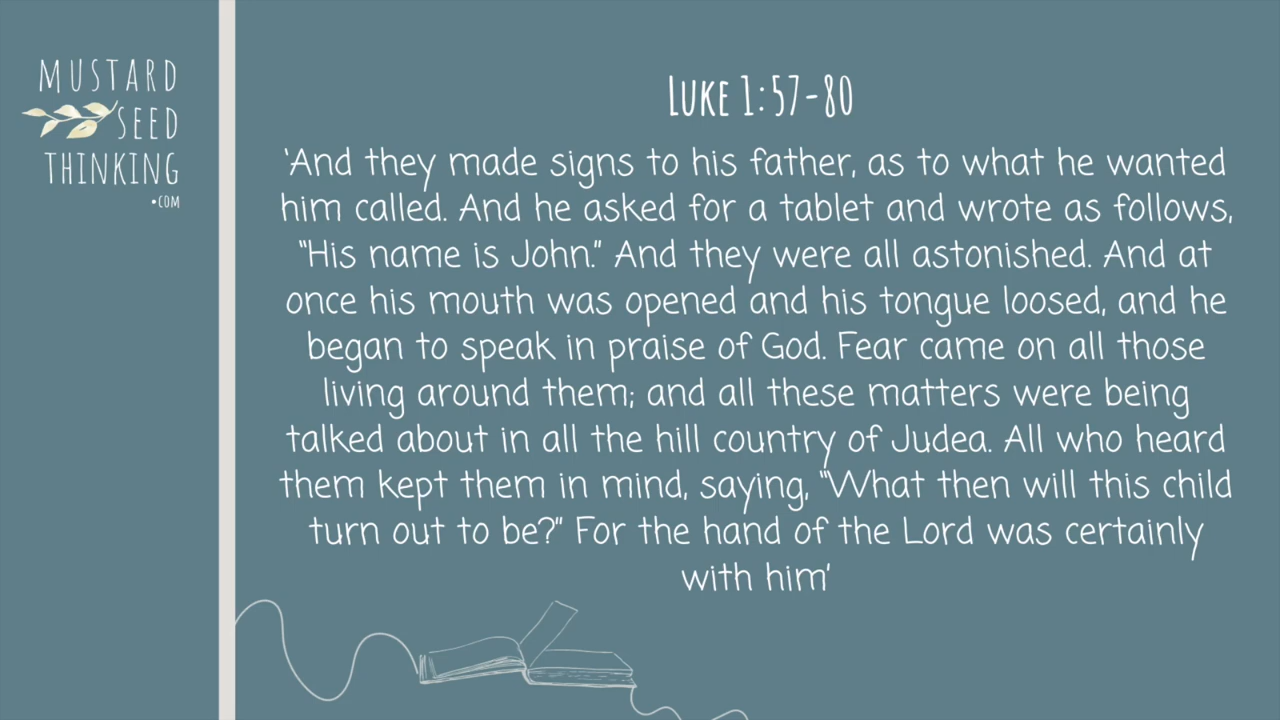 MUSTARD
SEED
THINKING
.COM
Luke 1:57-80
'And they made signs to his father, as to what he wanted
him called. And he asked for a tablet and wrote as follows,
"His name is John." And they were all astonished. And at
once his mouth was opened and his tongue loosed, and he
began to speak in praise of God. Fear came on all those
living around them; and all these matters were being
talked about in all the hill country of Judea. All who heard
them kept them in mind, saying, "What then will this child
turn out to be?" For the hand of the Lord was certainly
with him'